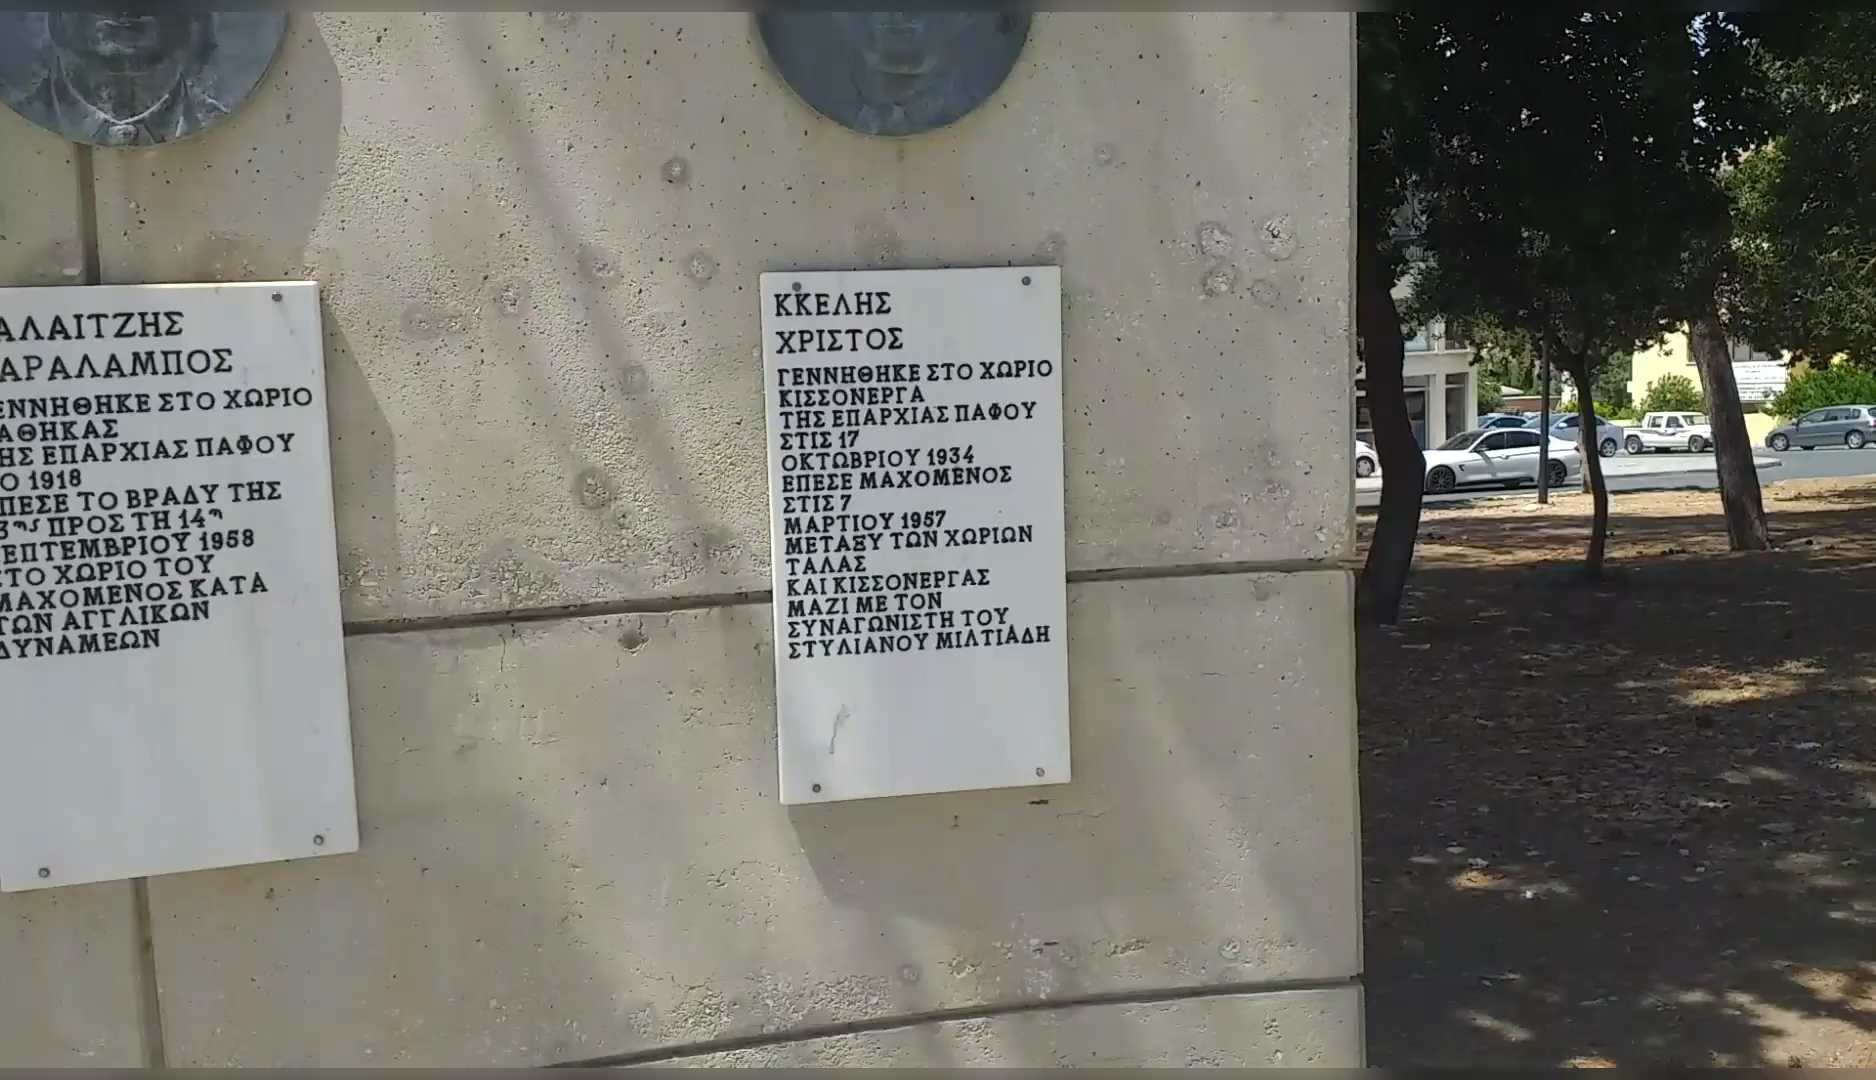 ΑΛΑΙΤΖΗΣ
ΑΡΑΛΑΜΠΟΣ
ΕΝΝΗΘΗΚΕ ΣΤΟ ΧΩΡΙΟ
ΑΘΗΚΑΣ
ΗΣ ΕΠΑΡΧΙΑΣ ΠΑΦΟΥ
Ο 1918
ΠΕΣΕ ΤΟ ΒΡΑΔΥ ΤΗΣ
3ης ΠΡΟΣ ΤΗ 14η
ΕΠΤΕΜΒΡΙΟΥ 1958
ΣΤΟ ΧΩΡΙΟ ΤΟΥ
ΜΑΧΟΜΕΝΟΣ ΚΑΤΑ
ΤΩΝ ΑΓΓΛΙΚΩΝ
ΔΥΝΑΜΕΩΝ
ΚΚΕΛΗΣ
ΧΡΙΣΤΟΣ
ΓΕΝΝΗΘΗΚΕ ΣΤΟ ΧΩΡΙΟ
ΚΙΣΣΟΝΕΡΓΑ
ΤΗΣ ΕΠΑΡΧΙΑΣ ΠΑΦΟΥ
ΣΤΙΣ 17
ΟΚΤΩΒΡΙΟΥ 1934
ΕΠΕΣΕ ΜΑΧΟΜΕΝΟΣ
ΣΤΙΣ 7
ΜΑΡΤΙΟΥ 1957
ΜΕΤΑΞΥ ΤΩΝ ΧΩΡΙΩΝ
ΤΑΛΑΣ
ΚΑΙ ΚΙΣΣΟΝΕΡΓΑΣ
ΜΑΖΙ ΜΕ ΤΟΝ
ΣΥΝΑΓΩΝΙΣΤΗ ΤΟΥ
ΣΤΥΛΙΑΝΟΥ ΜΙΛΤΙΑΔΗ